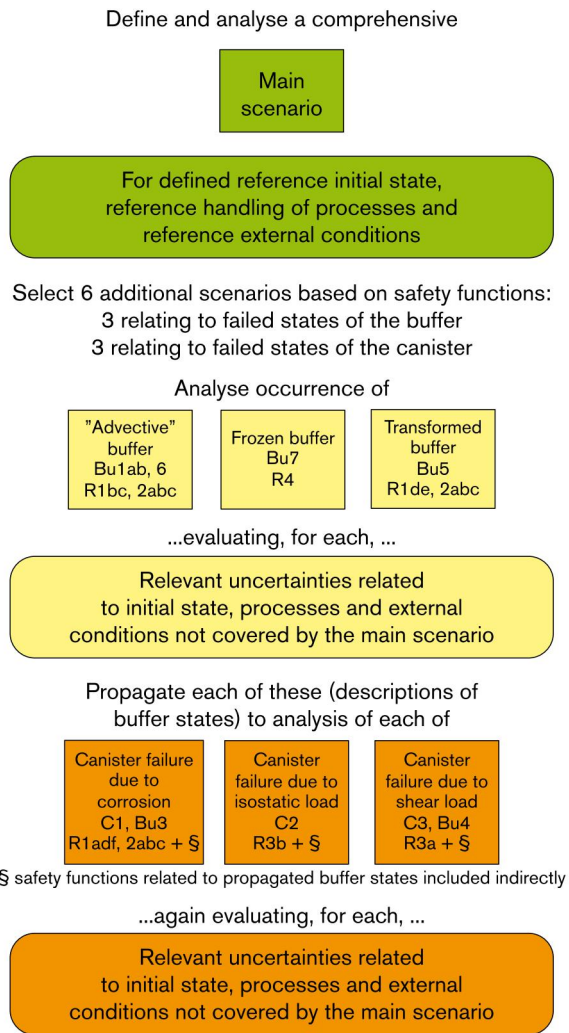 Define and analyse a comprehensive
Main
scenario
For defined reference initial state,
reference handling of processes and
reference external conditions
Select 6 additional scenarios based on safety functions:
3 relating to failed states of the buffer
3 relating to failed states of the canister
Analyse occurrence of
"Advective"
buffer
Bu1ab, 6
R1bc, 2abc
Frozen buffer
Bu7
R4
Transformed
buffer
Bu5
R1de, 2abc
...evaluating, for each, ...
Relevant uncertainties related
to initial state, processes and external
conditions not covered by the main scenario
Propagate each of these (descriptions of
buffer states) to analysis of each of
Canister failure
due to
corrosion
C1, Bu3
R1adf, 2abc + §
Canister
failure due to
isostatic load
C2
R3b + §
Canister
failure due to
shear load
C3, Bu4
R3a + §
§ safety functions related to propagated buffer states included indirectly
...again evaluating, for each, ...
Relevant uncertainties related
to initial state, processes and external
conditions not covered by the main scenario